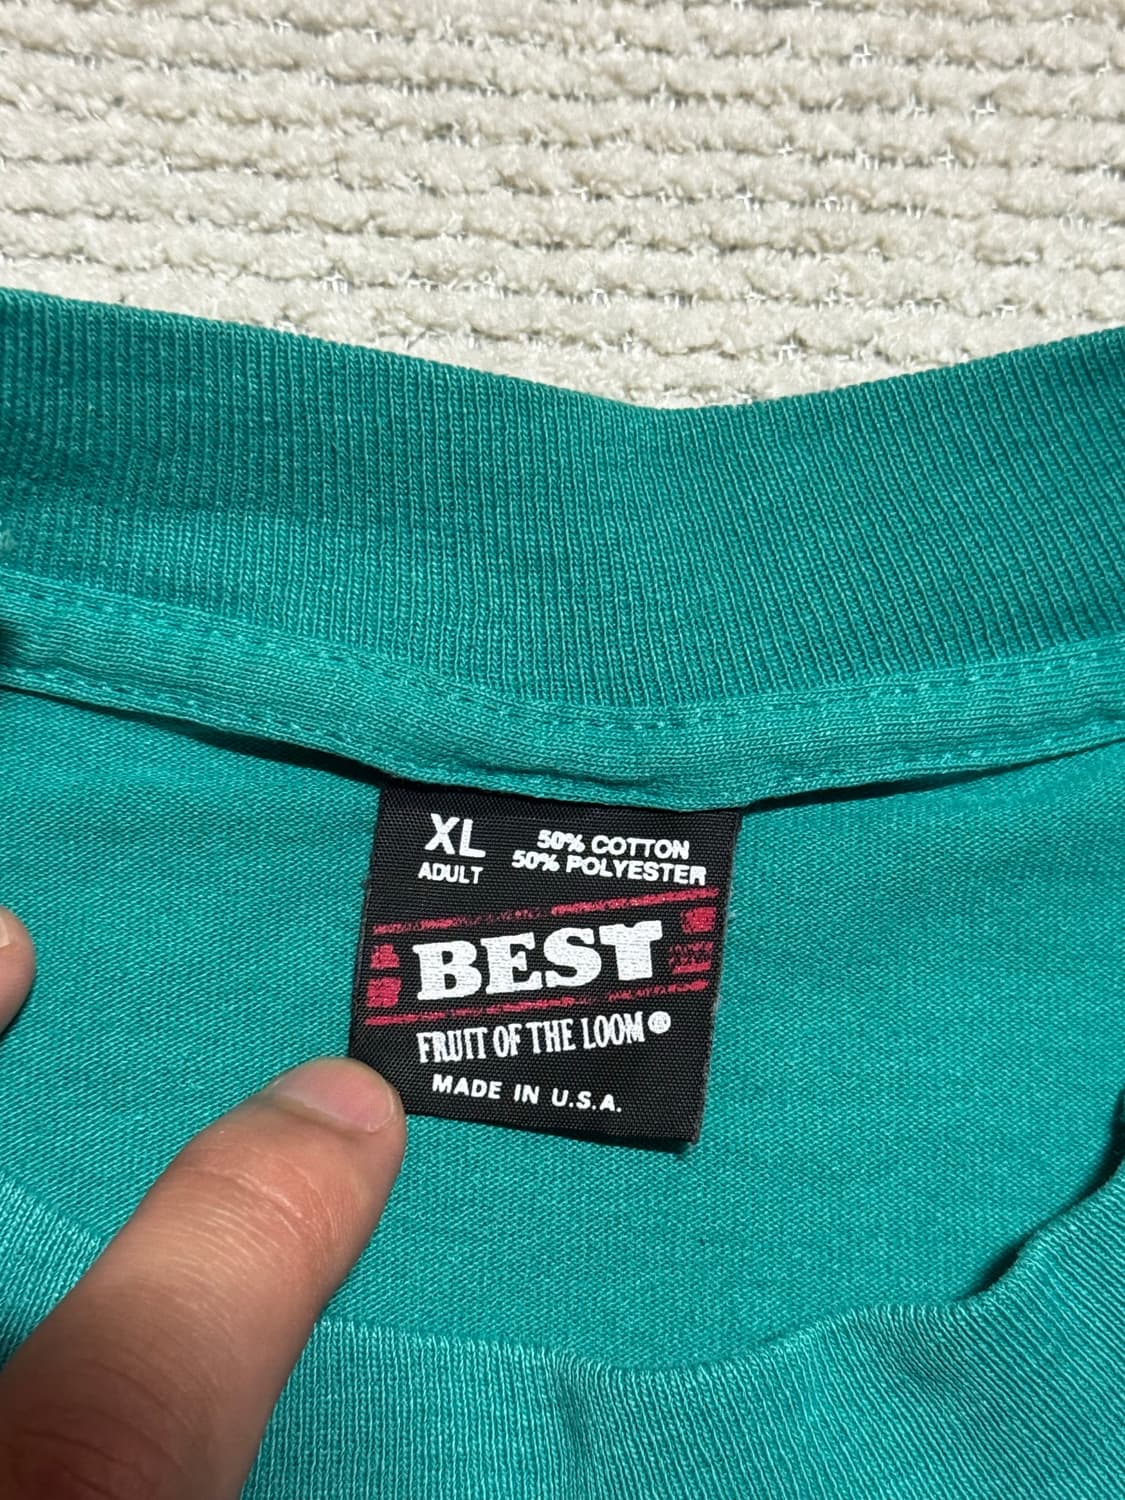 XL
ADULT
50% COTTON
50% POLYESTER
BEST
FRUIT OF THE LOOM®
MADE IN U.S.A.